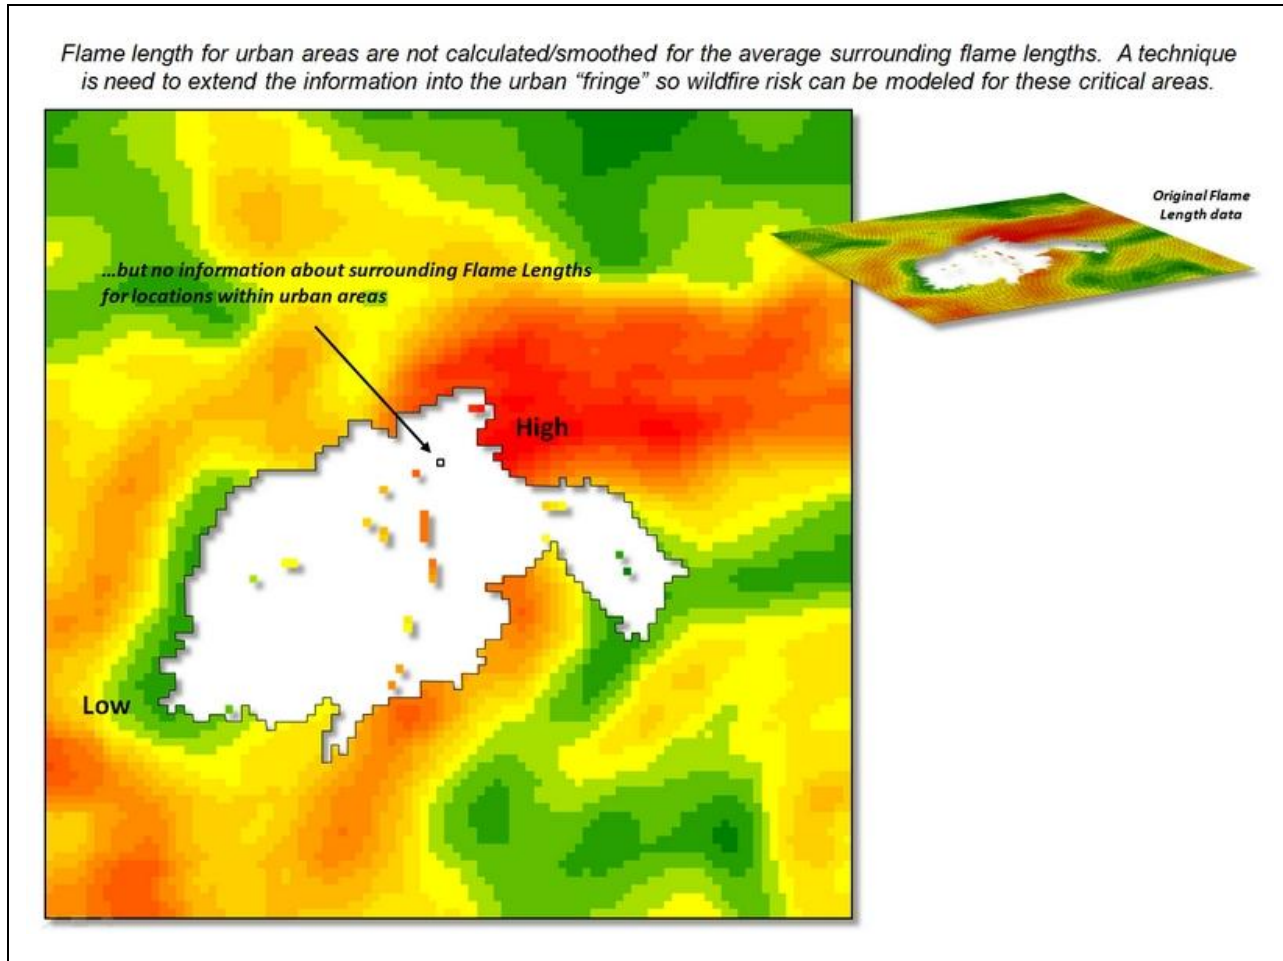 Flame length for urban areas are not calculated/smoothed for the average surrounding flame lengths. A technique
is need to extend the information into the urban “fringe” so wildfire risk can be modeled for these critical areas.
Original Flame
Length data
...but no information about surrounding Flame Lengths
for locations within urban areas
High
Low